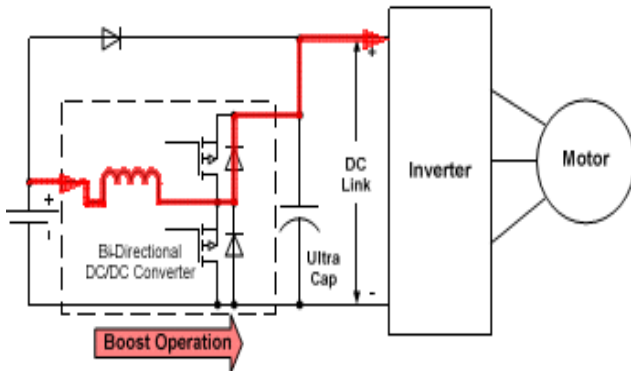 +
DC
Link
Inverter
Motor
+
-
Bi-Directional
DC/DC Converter
Ultra
Cap
-
Boost Operation